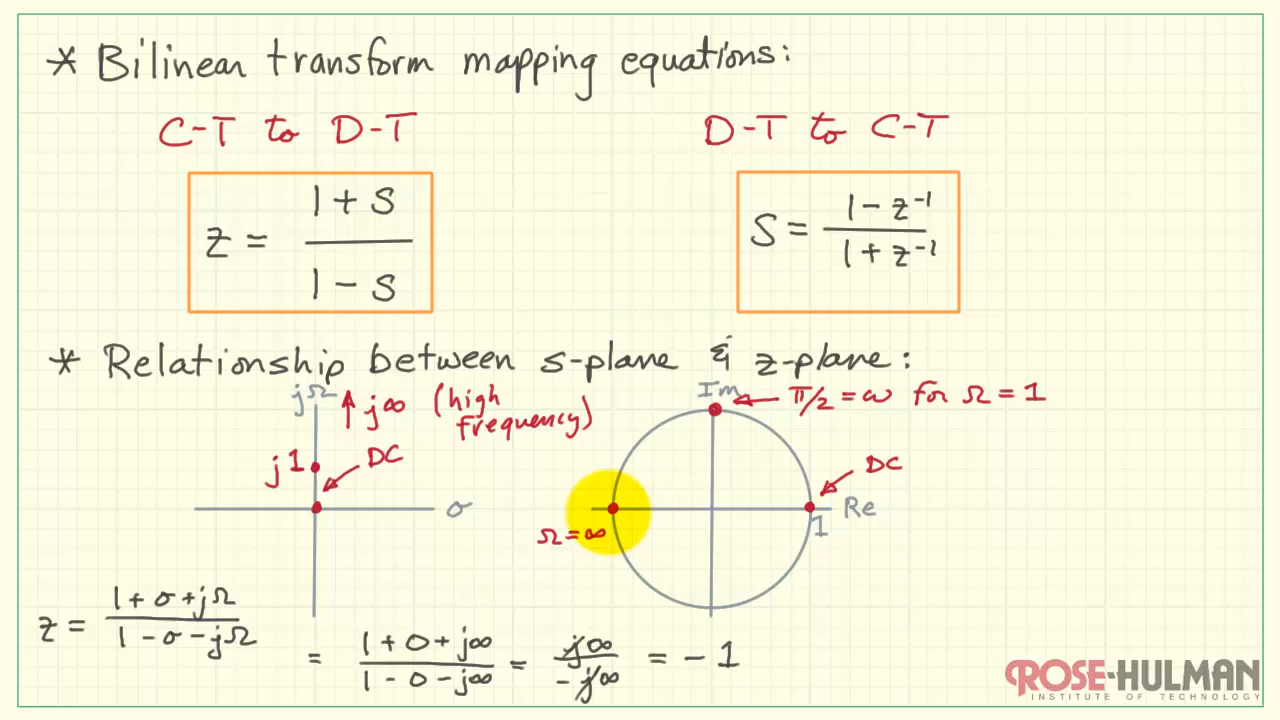 * Bilinear transform mapping equations:
C-T to D-T
D-T to C-T
z = (1 + s) / (1 - s)
S = (1 - z⁻¹) / (1 + z⁻¹)
* Relationship between s-plane & z-plane:
jΩ
j∞ (high frequency)
j1
DC
σ
Im
π/2 = ω for Ω = 1
DC
Re
1
Ω = ∞
z = (1 + σ + jΩ) / (1 - σ - jΩ)
= (1 + 0 + j∞) / (1 - 0 - j∞) = j∞ / -j∞ = -1
ROSE-HULMAN
INSTITUTE OF TECHNOLOGY